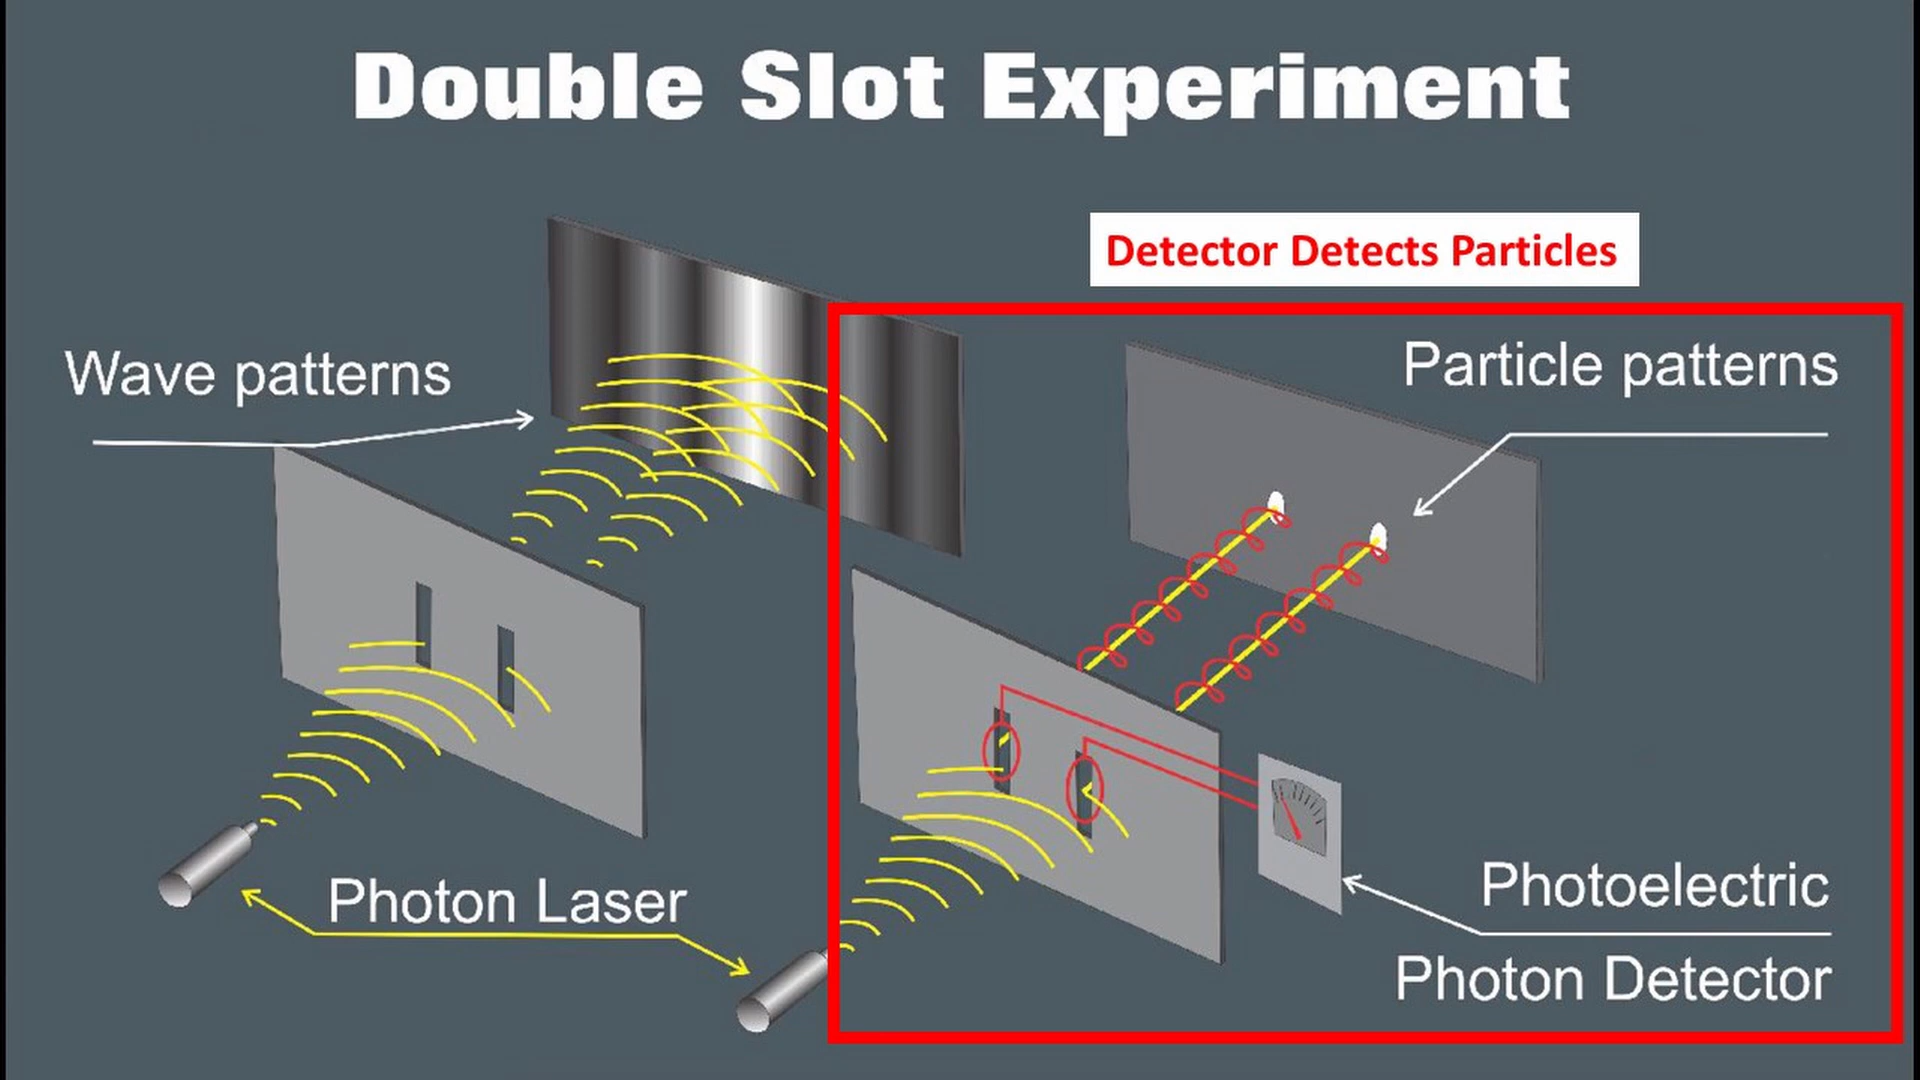 Double Slot Experiment
Detector Detects Particles
Wave patterns
Particle patterns
Photon Laser
Photoelectric
Photon Detector